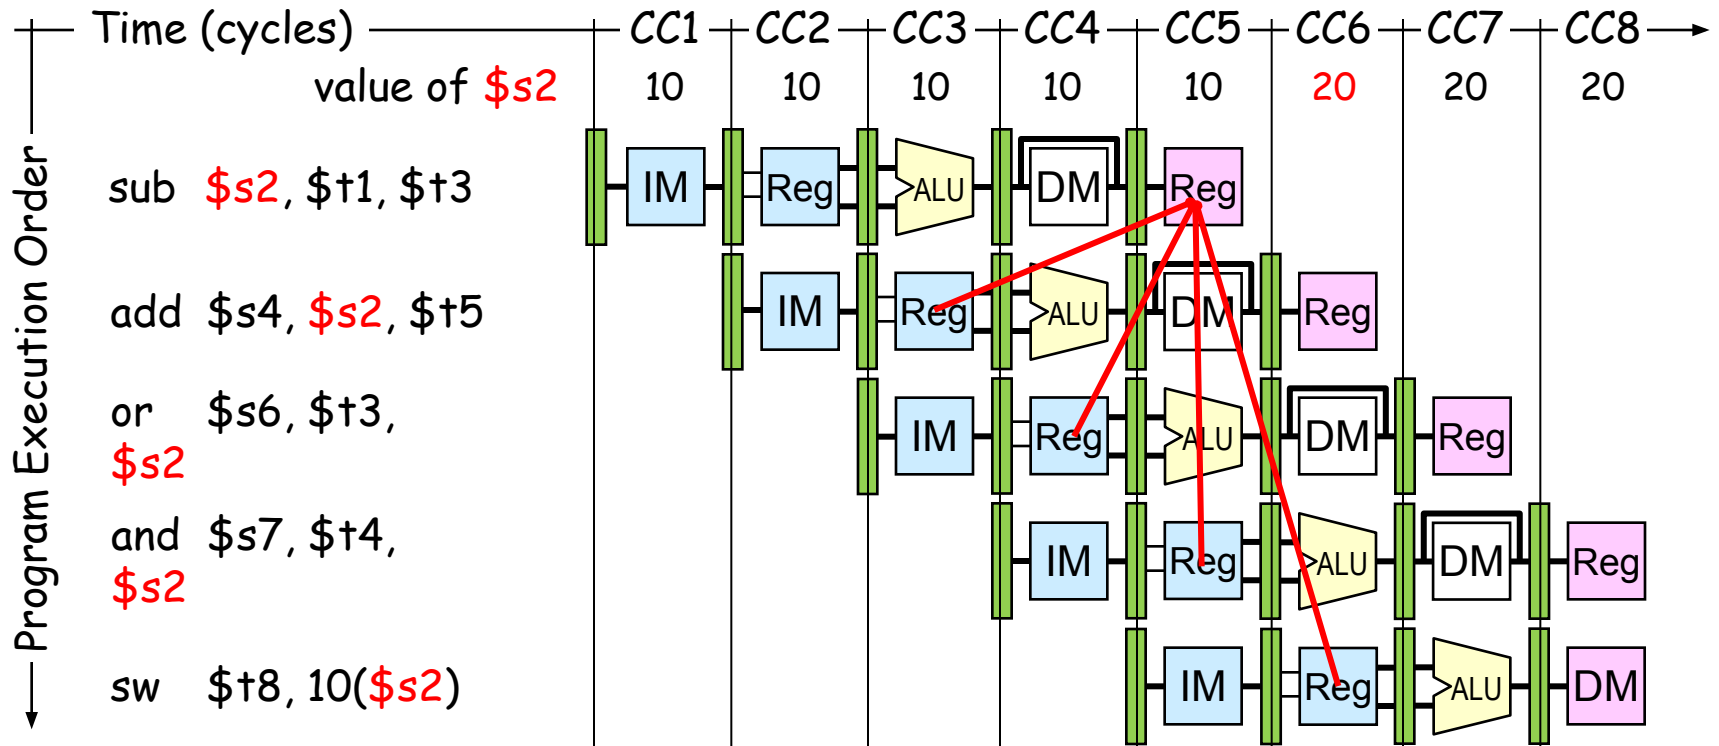 Time (cycles) CC1 CC2 CC3 CC4 CC5 CC6 CC7 CC8
value of $s2 10 10 10 10 10 20 20 20
Program Execution Order
sub $s2, $t1, $t3 IM Reg ALU DM Reg
add $s4, $s2, $t5 IM Reg ALU DM Reg
or $s6, $t3, IM Reg ALU DM Reg
$s2
and $s7, $t4, IM Reg ALU DM Reg
$s2
sw $t8, 10($s2) IM Reg ALU DM